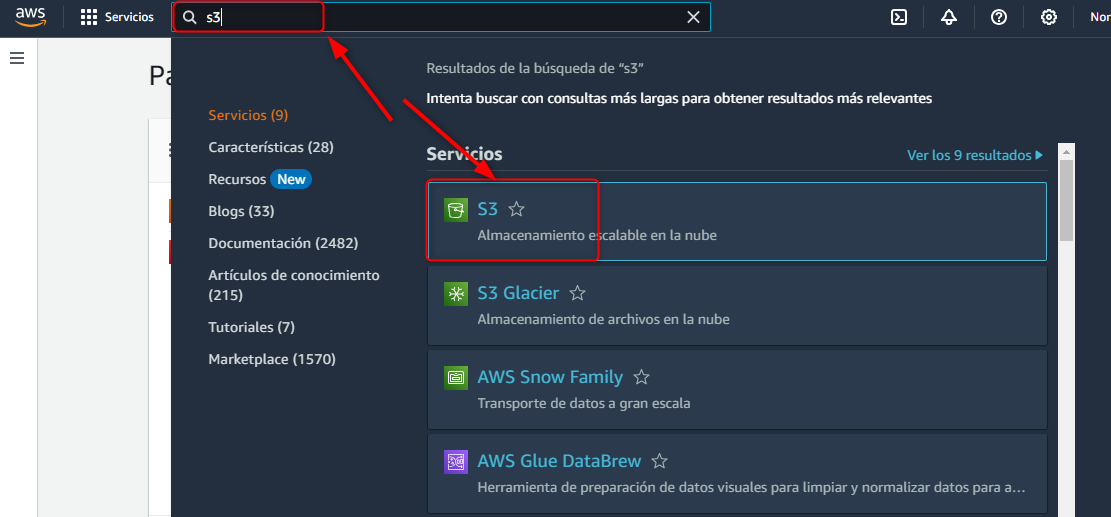 aws
Servicios
s3
Nor
Pa
Resultados de la búsqueda de “s3”
Intenta buscar con consultas más largas para obtener resultados más relevantes
Servicios (9)
Características (28)
Recursos New
Blogs (33)
Documentación (2482)
Artículos de conocimiento
(215)
Tutoriales (7)
Marketplace (1570)
Servicios
Ver los 9 resultados
S3
Almacenamiento escalable en la nube
S3 Glacier
Almacenamiento de archivos en la nube
AWS Snow Family
Transporte de datos a gran escala
AWS Glue DataBrew
Herramienta de preparación de datos visuales para limpiar y normalizar datos para a...